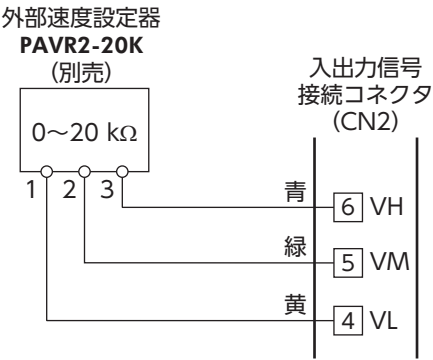 外部速度設定器
PAVR2-20K
(別売)
0～20 kΩ
1 2 3
入出力信号
接続コネクタ
(CN2)
青 6 VH
緑 5 VM
黄 4 VL